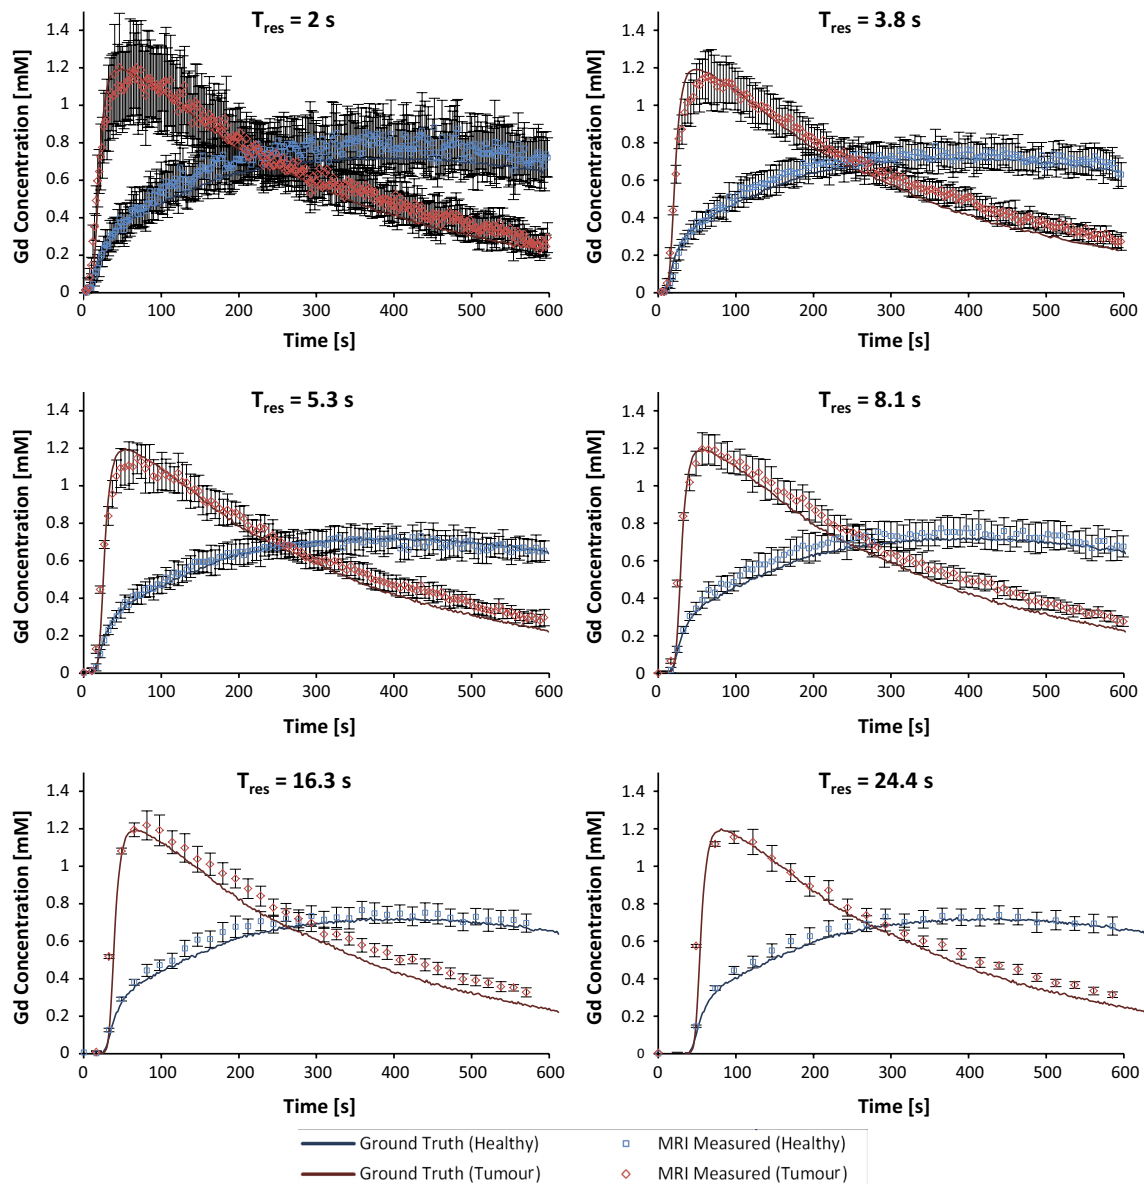 T_res = 2 s
T_res = 3.8 s
1.4
1.2
1
0.8
0.6
0.4
0.2
0
Gd Concentration [mM]
0 100 200 300 400 500 600
Time [s]
1.4
1.2
1
0.8
0.6
0.4
0.2
0
Gd Concentration [mM]
0 100 200 300 400 500 600
Time [s]
T_res = 5.3 s
T_res = 8.1 s
1.4
1.2
1
0.8
0.6
0.4
0.2
0
Gd Concentration [mM]
0 100 200 300 400 500 600
Time [s]
1.4
1.2
1
0.8
0.6
0.4
0.2
0
Gd Concentration [mM]
0 100 200 300 400 500 600
Time [s]
T_res = 16.3 s
T_res = 24.4 s
1.4
1.2
1
0.8
0.6
0.4
0.2
0
Gd Concentration [mM]
0 100 200 300 400 500 600
Time [s]
1.4
1.2
1
0.8
0.6
0.4
0.2
0
Gd Concentration [mM]
0 100 200 300 400 500 600
Time [s]
Ground Truth (Healthy)
MRI Measured (Healthy)
Ground Truth (Tumour)
MRI Measured (Tumour)